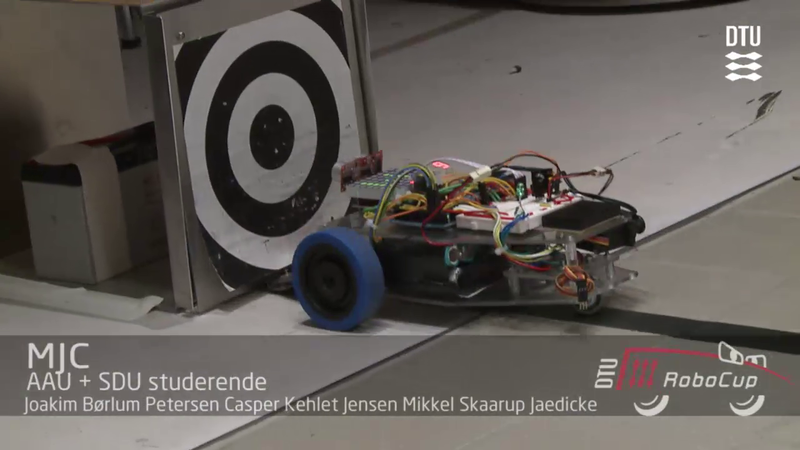 DTU
MJC
AAU + SDU studerende
Joakim Børlum Petersen Casper Kehlet Jensen Mikkel Skaarup Jaedicke
DTU RoboCup